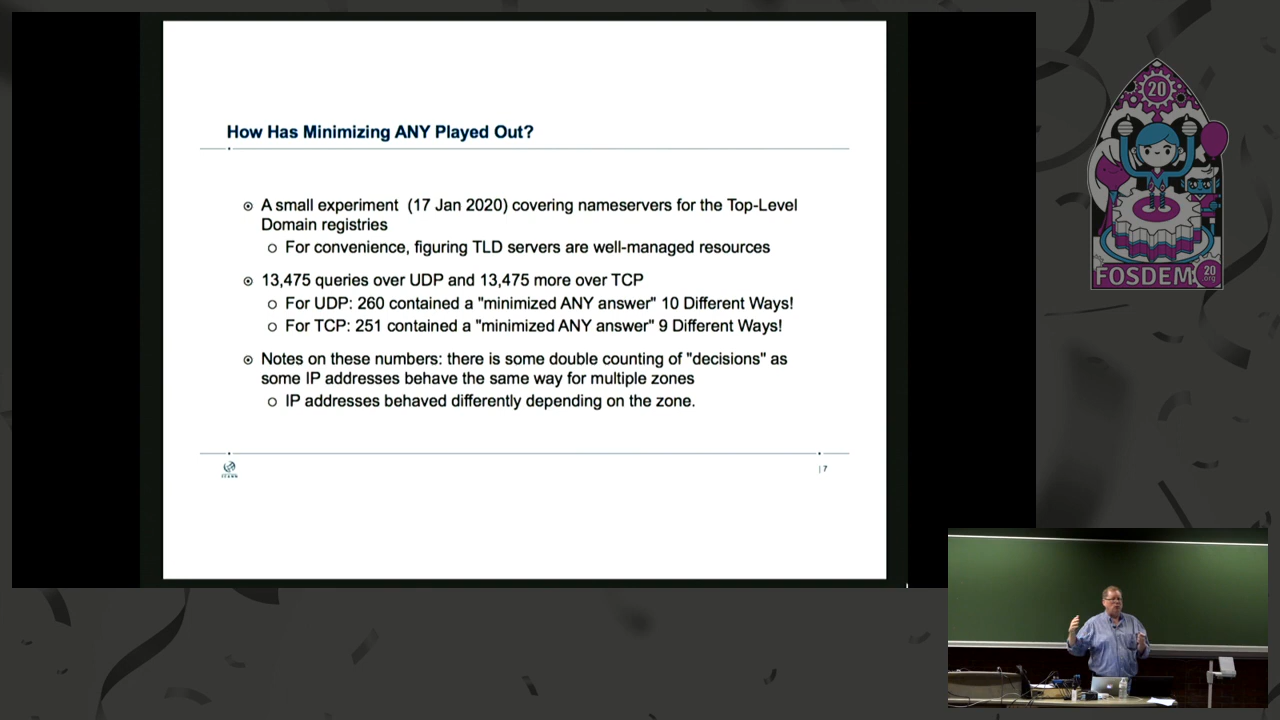 How Has Minimizing ANY Played Out?
A small experiment (17 Jan 2020) covering nameservers for the Top-Level
Domain registries
For convenience, figuring TLD servers are well-managed resources
13,475 queries over UDP and 13,475 more over TCP
For UDP: 260 contained a "minimized ANY answer" 10 Different Ways!
For TCP: 251 contained a "minimized ANY answer" 9 Different Ways!
Notes on these numbers: there is some double counting of "decisions" as
some IP addresses behave the same way for multiple zones
IP addresses behaved differently depending on the zone.
ICANN
| 7
20
FOSDEM
20
.org